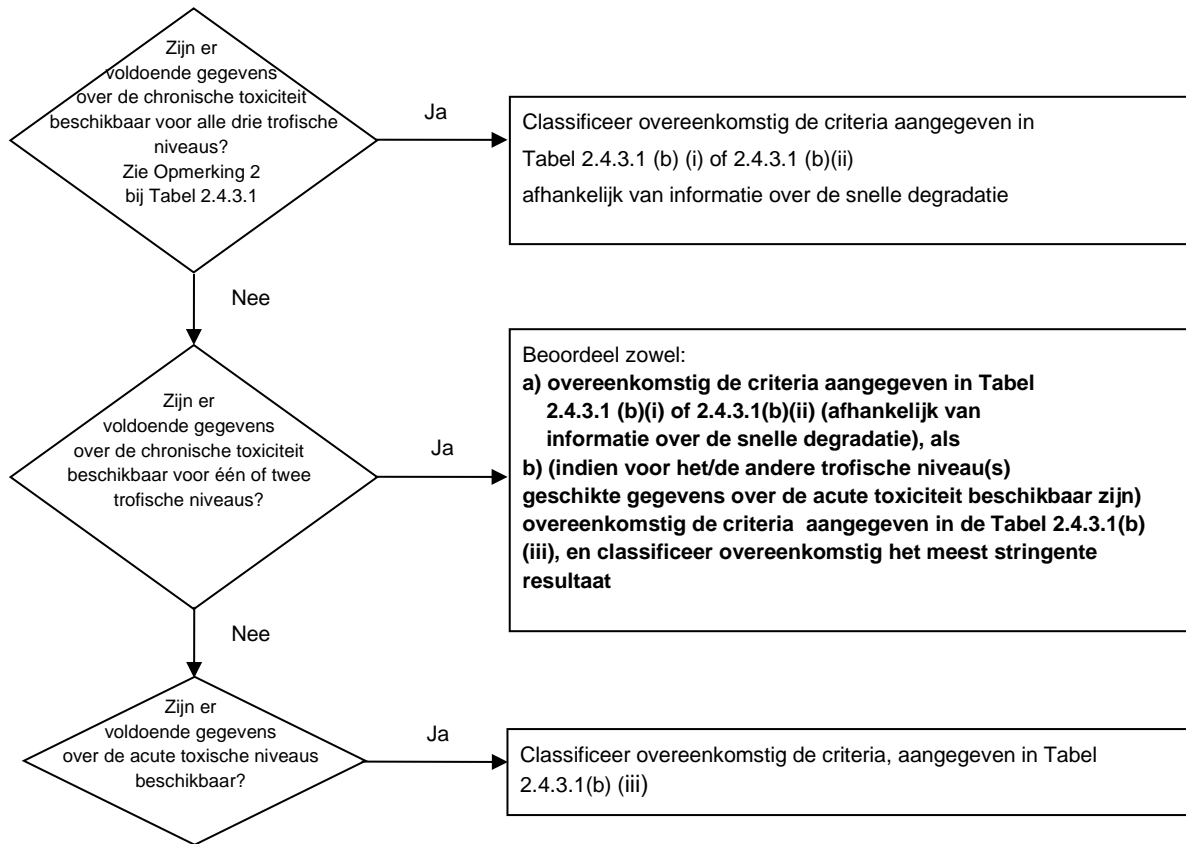 Zijn er
voldoende gegevens
over de chronische toxiciteit
beschikbaar voor alle drie trofische
niveaus?
Zie Opmerking 2
bij Tabel 2.4.3.1
Ja
Classificeer overeenkomstig de criteria aangegeven in
Tabel 2.4.3.1 (b) (i) of 2.4.3.1 (b)(ii)
afhankelijk van informatie over de snelle degradatie
Nee
Zijn er
voldoende gegevens
over de chronische toxiciteit
beschikbaar voor één of twee
trofische niveaus?
Ja
Beoordeel zowel:
a) overeenkomstig de criteria aangegeven in Tabel
2.4.3.1 (b)(i) of 2.4.3.1(b)(ii) (afhankelijk van
informatie over de snelle degradatie), als
b) (indien voor het/de andere trofische niveau(s)
geschikte gegevens over de acute toxiciteit beschikbaar zijn)
overeenkomstig de criteria aangegeven in de Tabel 2.4.3.1(b)
(iii), en classificeer overeenkomstig het meest stringente
resultaat
Nee
Zijn er
voldoende gegevens
over de acute toxische niveaus
beschikbaar?
Ja
Classificeer overeenkomstig de criteria, aangegeven in Tabel
2.4.3.1(b) (iii)